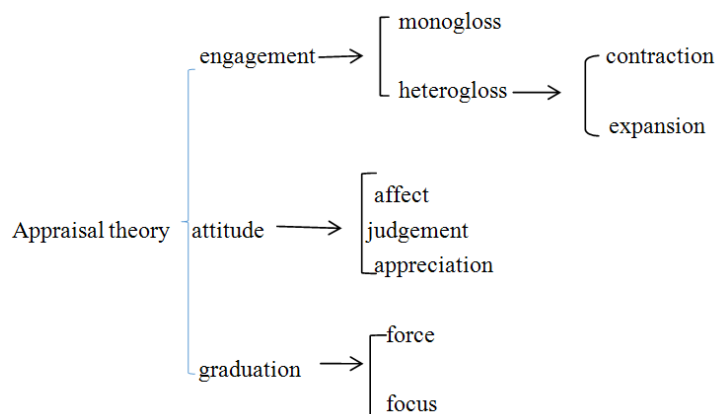 monogloss
engagement
contraction
heterogloss
expansion
affect
Appraisal theory
attitude
judgement
appreciation
force
graduation
focus